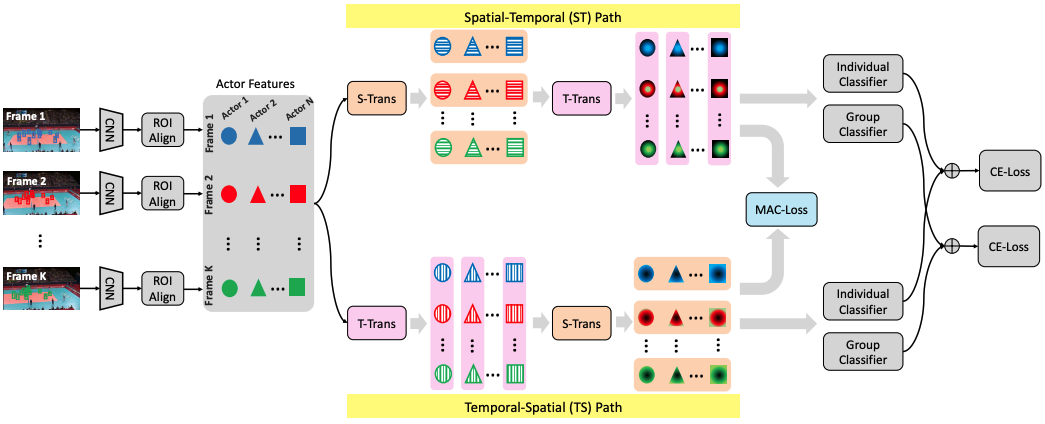 Spatial-Temporal (ST) Path
Actor Features
Actor 1
Actor 2
Actor N
Frame 1
Frame 2
Frame K
Frame 1
CNN
ROI
Align
Frame 2
CNN
ROI
Align
Frame K
CNN
ROI
Align
S-Trans
T-Trans
T-Trans
S-Trans
MAC-Loss
Individual
Classifier
Group
Classifier
CE-Loss
CE-Loss
Individual
Classifier
Group
Classifier
Temporal-Spatial (TS) Path